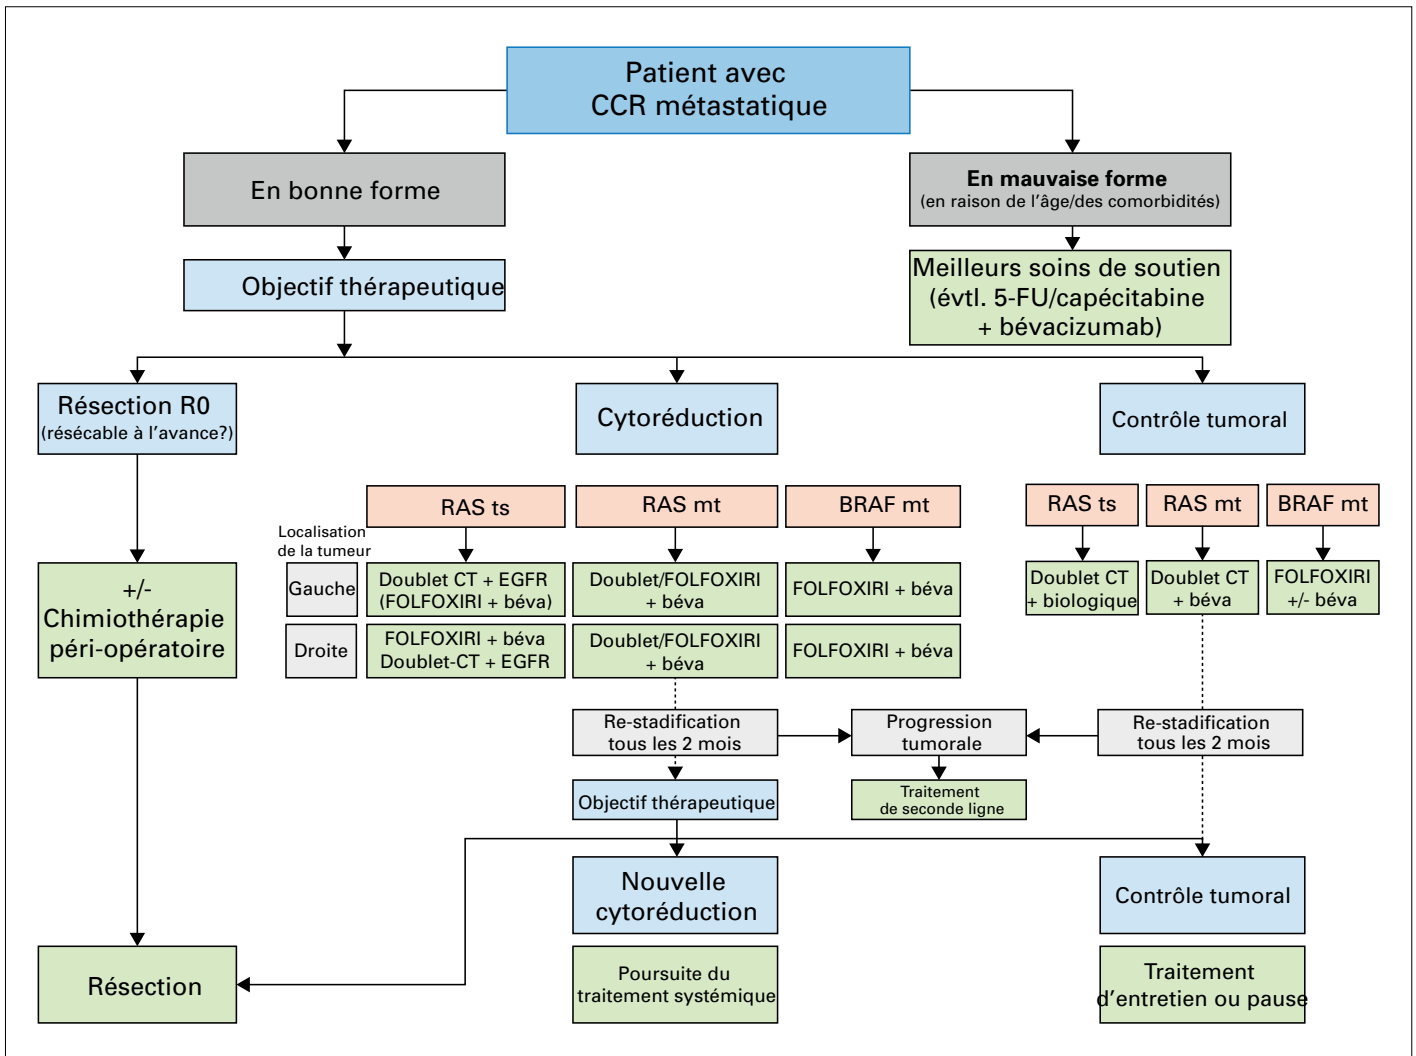 Patient avec
CCR métastatique
En bonne forme
En mauvaise forme
(en raison de l'âge/des comorbidités)
Objectif thérapeutique
Meilleurs soins de soutien
(évtl. 5-FU/capécitabine
+ bévacizumab)
Résection R0
(résécable à l'avance?)
Cytoréduction
Contrôle tumoral
RAS ts
RAS mt
BRAF mt
RAS ts
RAS mt
BRAF mt
Localisation
de la tumeur
+/-
Chimiothérapie
péri-opératoire
Gauche
Doublet CT + EGFR
(FOLFOXIRI + béva)
Doublet/FOLFOXIRI
+ béva
FOLFOXIRI + béva
Doublet CT
+ biologique
Doublet CT
+ béva
FOLFOXIRI
+/- béva
Droite
FOLFOXIRI + béva
Doublet-CT + EGFR
Doublet/FOLFOXIRI
+ béva
FOLFOXIRI + béva
Re-stadification
tous les 2 mois
Progression
tumorale
Re-stadification
tous les 2 mois
Objectif thérapeutique
Traitement
de seconde ligne
Nouvelle
cytoréduction
Contrôle tumoral
Résection
Poursuite du
traitement systémique
Traitement
d'entretien ou pause